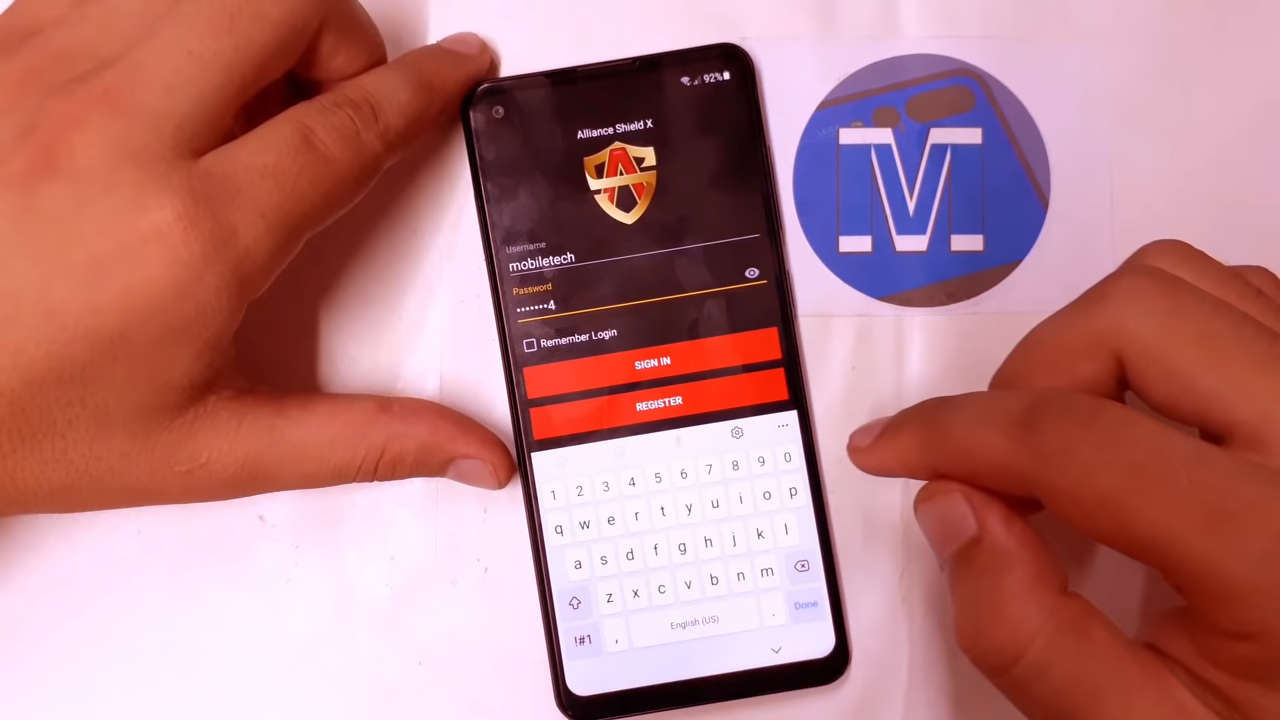 92%
Alliance Shield X
Username
mobiletech
Password
•••••••4
Remember Login
SIGN IN
REGISTER
1 2 3 4 5 6 7 8 9 0
q w e r t y u i o p
a s d f g h j k l
z x c v b n m
!#1 , English (US) . Done
M